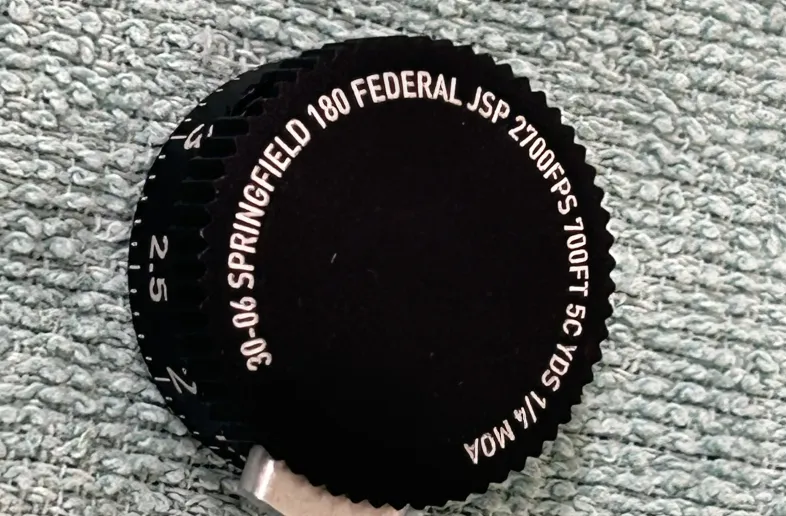 30-06 SPRINGFIELD 180 FEDERAL JSP 2700FPS 700FT 5C YDS 1/4 MOA
2.5
2